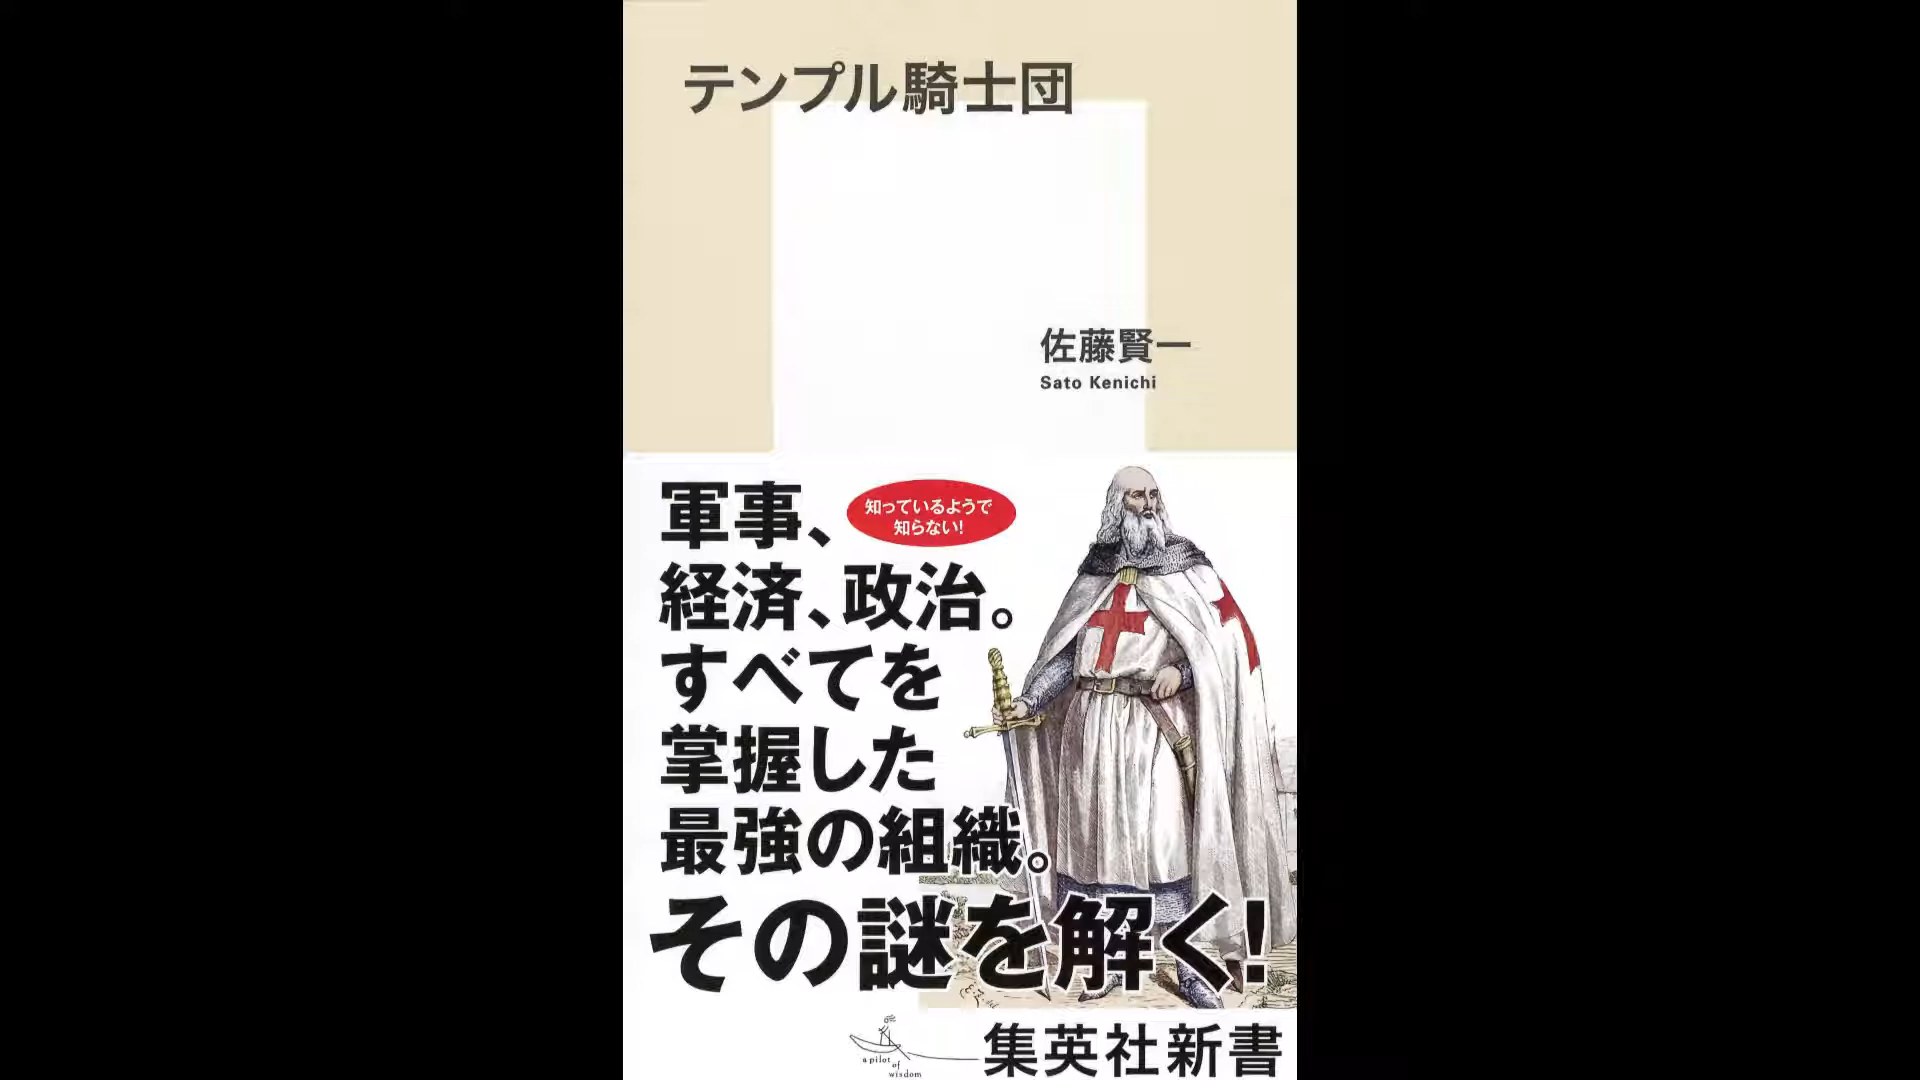 テンプル騎士団
佐藤賢一
Sato Kenichi
軍事、
知っているようで
知らない!
経済、政治。
すべてを
掌握した
最強の組織。
その謎を解く!
a pilot
of
wisdom
集英社新書